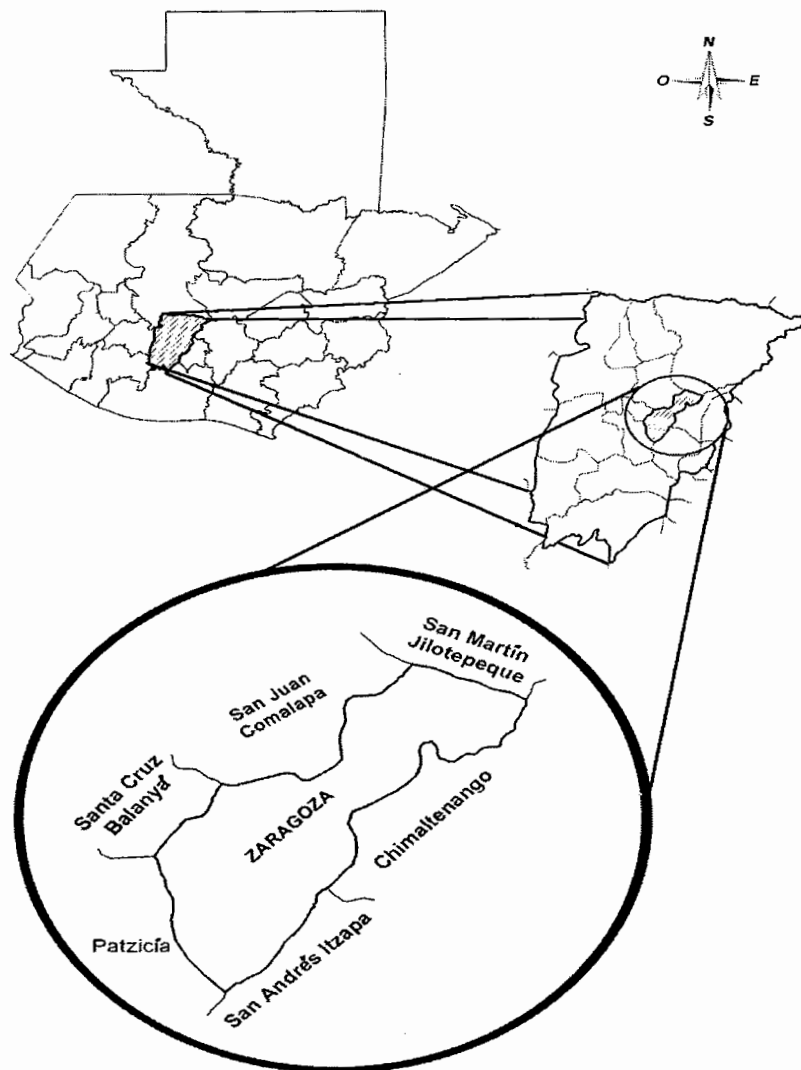 N
O E
S
San Martín
Jilotepeque
San Juan
Comalapa
Santa Cruz
Balanyá
ZARAGOZA
Chimaltenango
Patzicía
San Andrés Itzapa